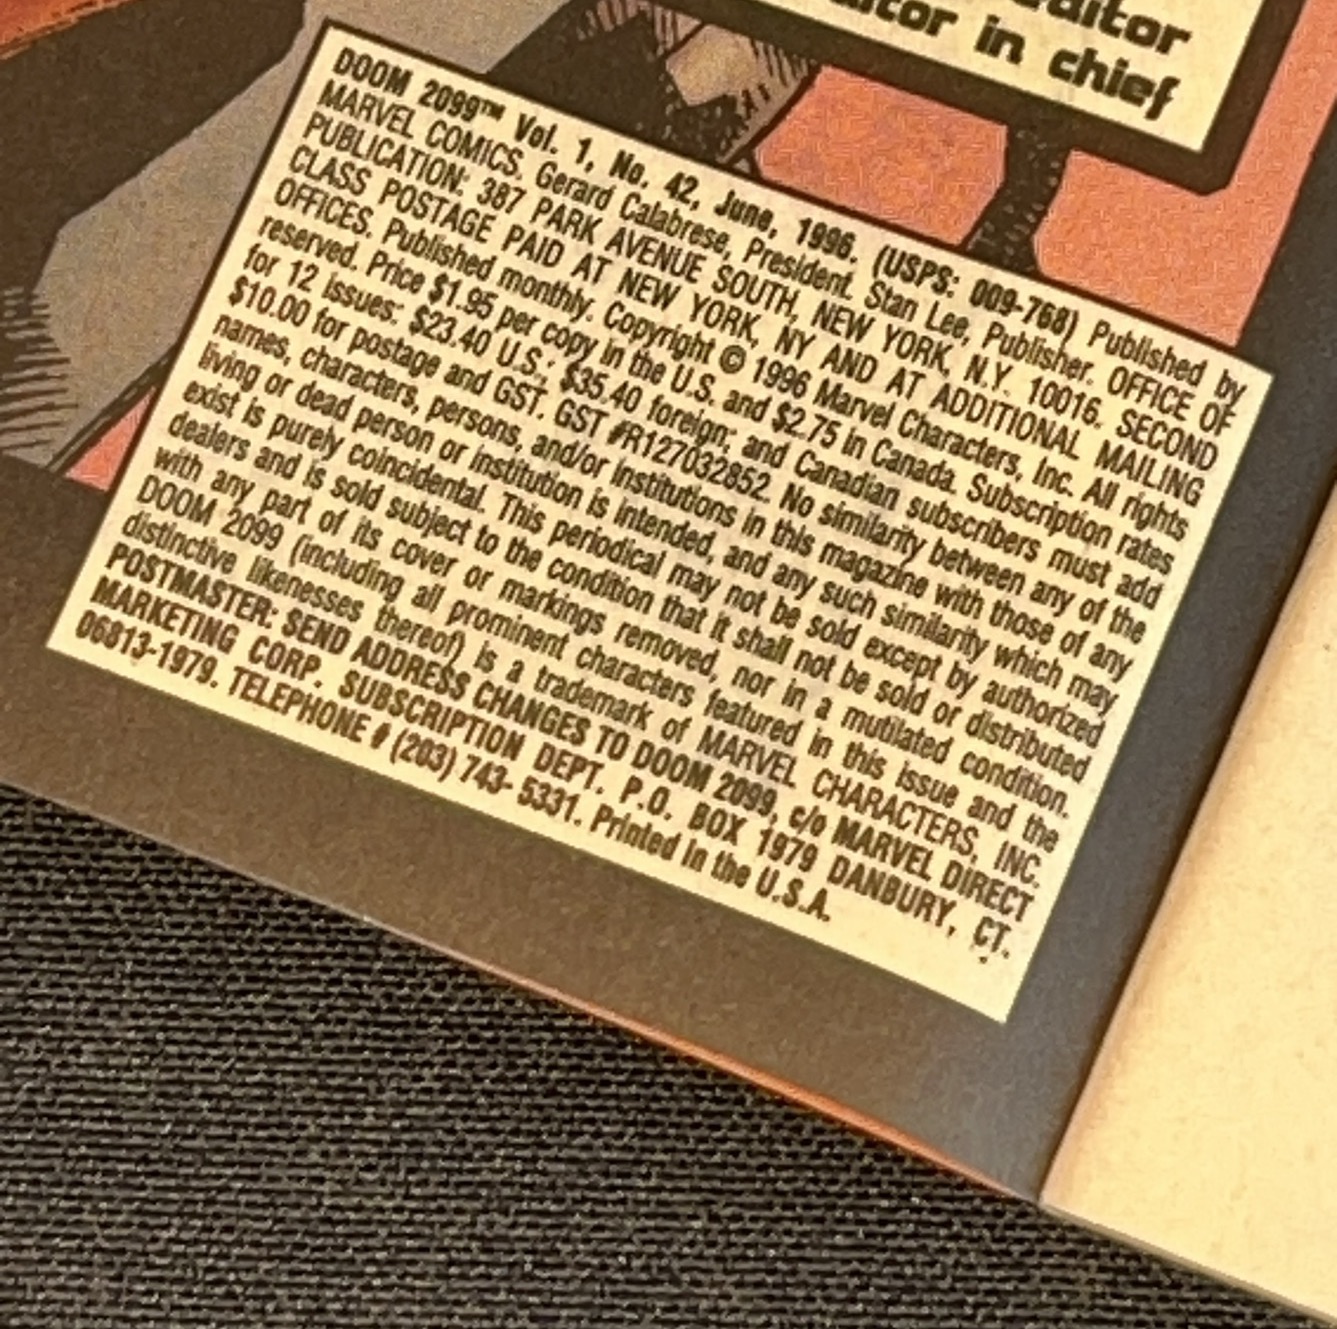 editor
editor in chief
DOOM 2099™ Vol. 1, No. 42, June, 1996. (USPS: 009-768) Published by
MARVEL COMICS. Gerard Calabrese, President. Stan Lee, Publisher. OFFICE OF
PUBLICATION: 387 PARK AVENUE SOUTH, NEW YORK, N.Y. 10016. SECOND
CLASS POSTAGE PAID AT NEW YORK, NY AND AT ADDITIONAL MAILING
OFFICES. Published monthly. Copyright © 1996 Marvel Characters, Inc. All rights
reserved. Price $1.95 per copy in the U.S. and $2.75 in Canada. Subscription rates
for 12 issues: $23.40 U.S.; $35.40 foreign; and Canadian subscribers must add
$10.00 for postage and GST. GST #R127032852. No similarity between any of the
names, characters, persons, and/or institutions in this magazine with those of any
living or dead person or institution is intended, and any such similarity which may
exist is purely coincidental. This periodical may not be sold except by authorized
dealers and is sold subject to the condition that it shall not be sold or distributed
with any part of its cover or markings removed, nor in a mutilated condition.
DOOM 2099 (including all prominent characters featured in this issue and the
distinctive likenesses thereof) is a trademark of MARVEL CHARACTERS, INC.
POSTMASTER: SEND ADDRESS CHANGES TO DOOM 2099, c/o MARVEL DIRECT
MARKETING CORP. SUBSCRIPTION DEPT. P.O. BOX 1979 DANBURY, CT.
06813-1979. TELEPHONE # (203) 743-5331. Printed in the U.S.A.